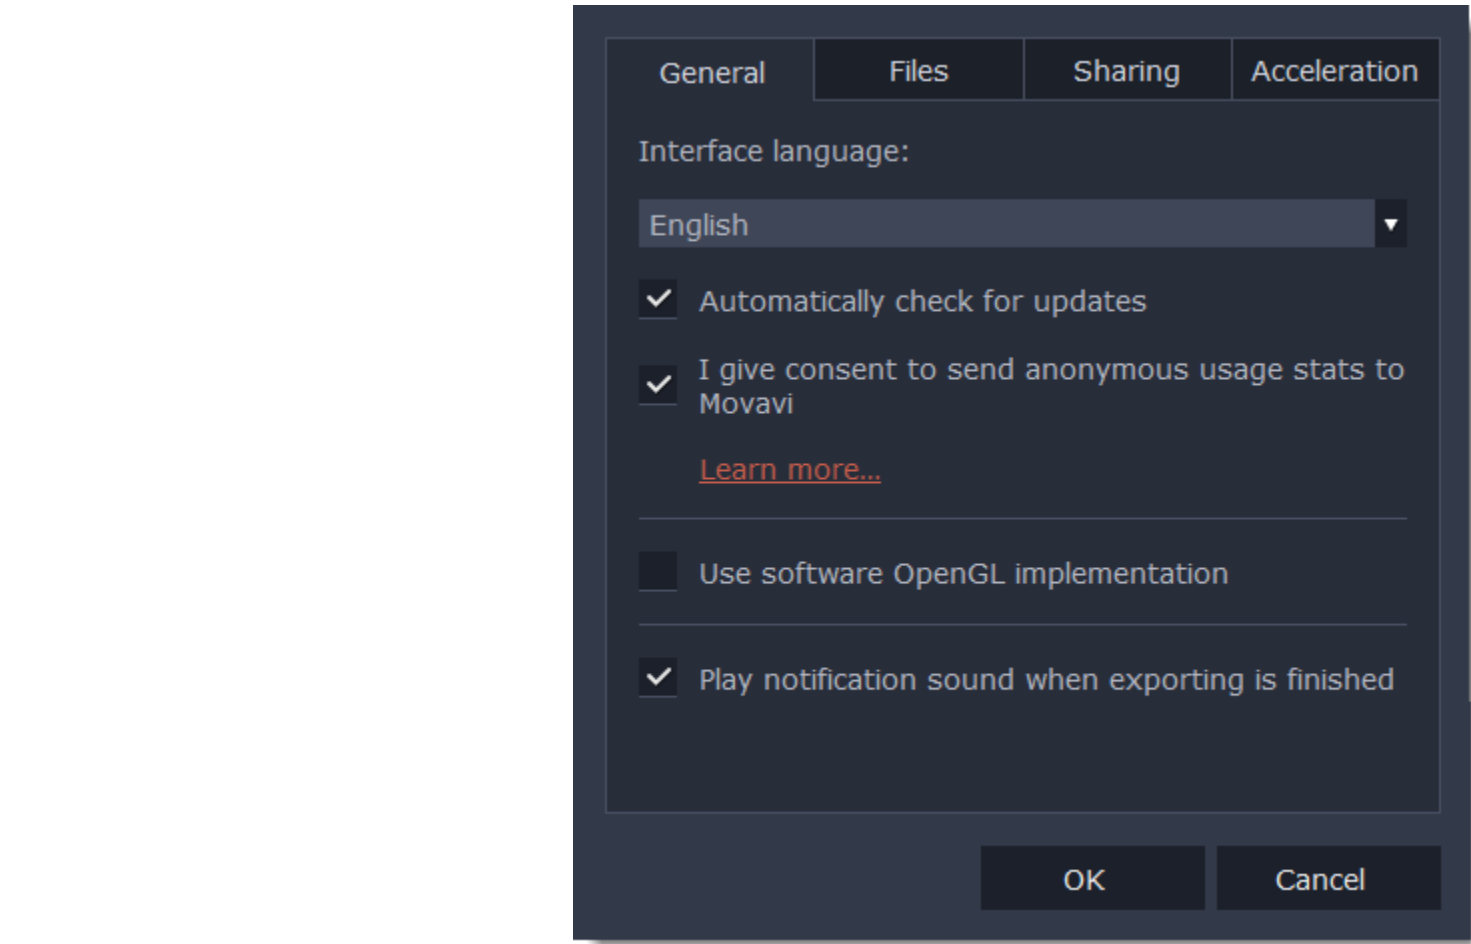 General Files Sharing Acceleration
Interface language:
English
Automatically check for updates
I give consent to send anonymous usage stats to
Movavi
Learn more...
Use software OpenGL implementation
Play notification sound when exporting is finished
OK Cancel